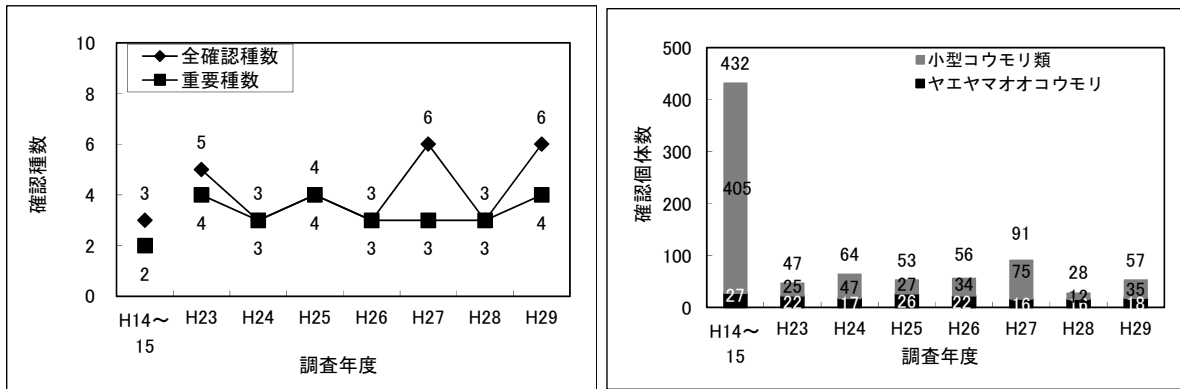 10
8
6
4
2
0
確認種数
全確認種数
重要種数
3
5
3
4
3
6
3
6
2
4
3
4
3
3
3
4
H14～15
H23
H24
H25
H26
H27
H28
H29
調査年度
500
400
300
200
100
0
確認個体数
小型コウモリ類
ヤエヤマオオコウモリ
432
47
64
53
56
91
28
57
405
25
47
27
34
75
12
35
27
22
17
26
22
16
16
18
H14～15
H23
H24
H25
H26
H27
H28
H29
調査年度